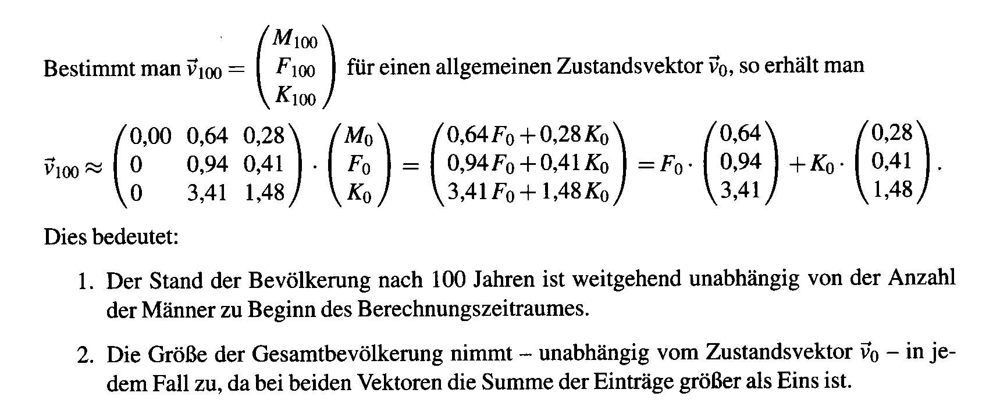 Bestimmt man $\vec{v}_{100} = \begin{pmatrix} M_{100} \\ F_{100} \\ K_{100} \end{pmatrix}$ für einen allgemeinen Zustandsvektor $\vec{v}_0$, so erhält man
$\vec{v}_{100} \approx \begin{pmatrix} 0,00 & 0,64 & 0,28 \\ 0 & 0,94 & 0,41 \\ 0 & 3,41 & 1,48 \end{pmatrix} \cdot \begin{pmatrix} M_0 \\ F_0 \\ K_0 \end{pmatrix} = \begin{pmatrix} 0,64\,F_0 + 0,28\,K_0 \\ 0,94\,F_0 + 0,41\,K_0 \\ 3,41\,F_0 + 1,48\,K_0 \end{pmatrix} = F_0 \cdot \begin{pmatrix} 0,64 \\ 0,94 \\ 3,41 \end{pmatrix} + K_0 \cdot \begin{pmatrix} 0,28 \\ 0,41 \\ 1,48 \end{pmatrix}.$
Dies bedeutet:
1. Der Stand der Bevölkerung nach 100 Jahren ist weitgehend unabhängig von der Anzahl
der Männer zu Beginn des Berechnungszeitraumes.
2. Die Größe der Gesamtbevölkerung nimmt – unabhängig vom Zustandsvektor $\vec{v}_0$ – in je-
dem Fall zu, da bei beiden Vektoren die Summe der Einträge größer als Eins ist.